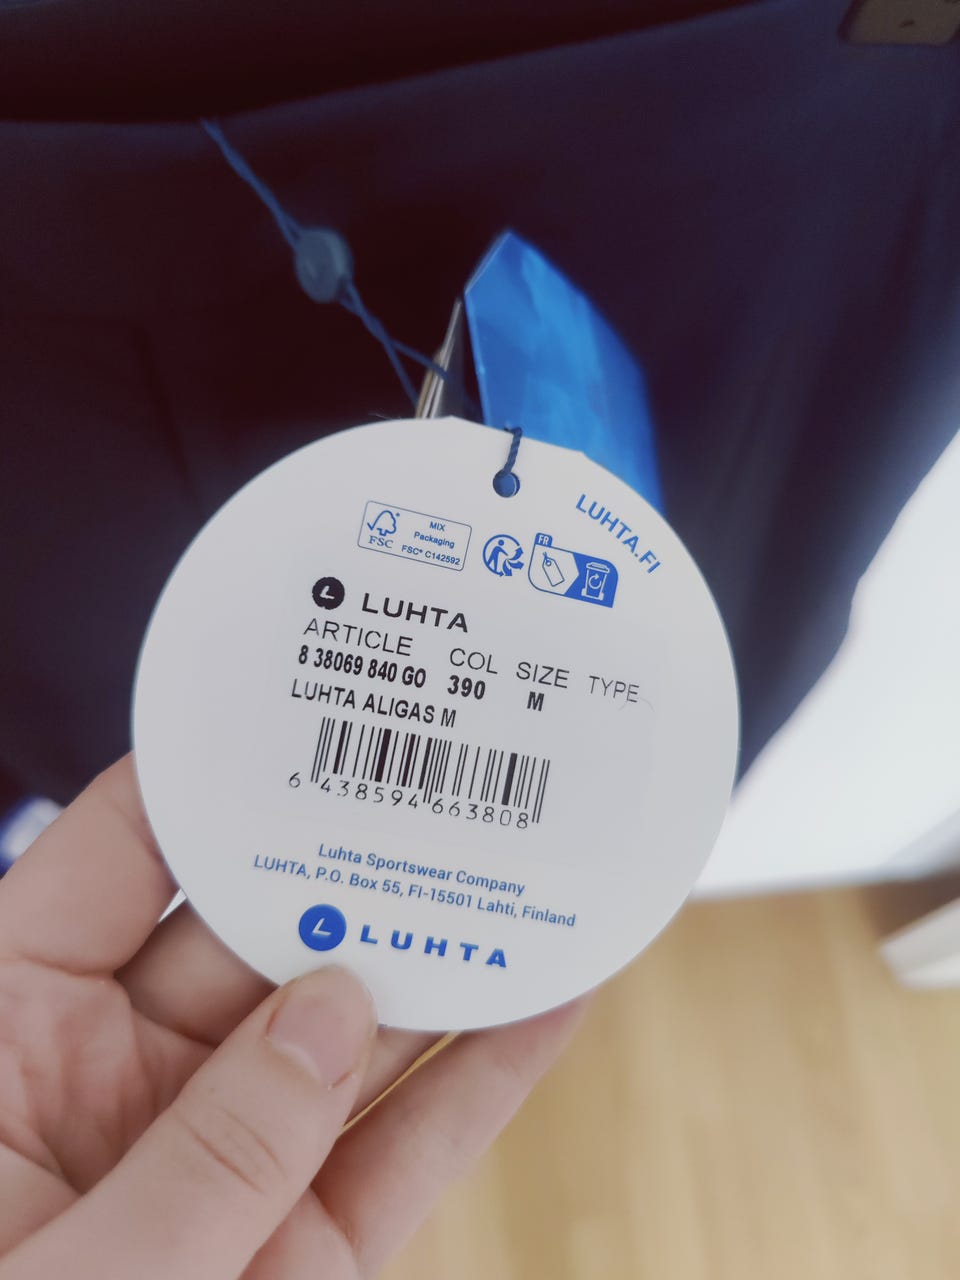 LUHTA.FI
FSC
MIX
Packaging
FSC® C142592
FR
LUHTA
ARTICLE COL SIZE TYPE
8 38069 840 GO 390 M
LUHTA ALIGAS M
6 438594 663808
Luhta Sportswear Company
LUHTA, P.O. Box 55, FI-15501 Lahti, Finland
LUHTA